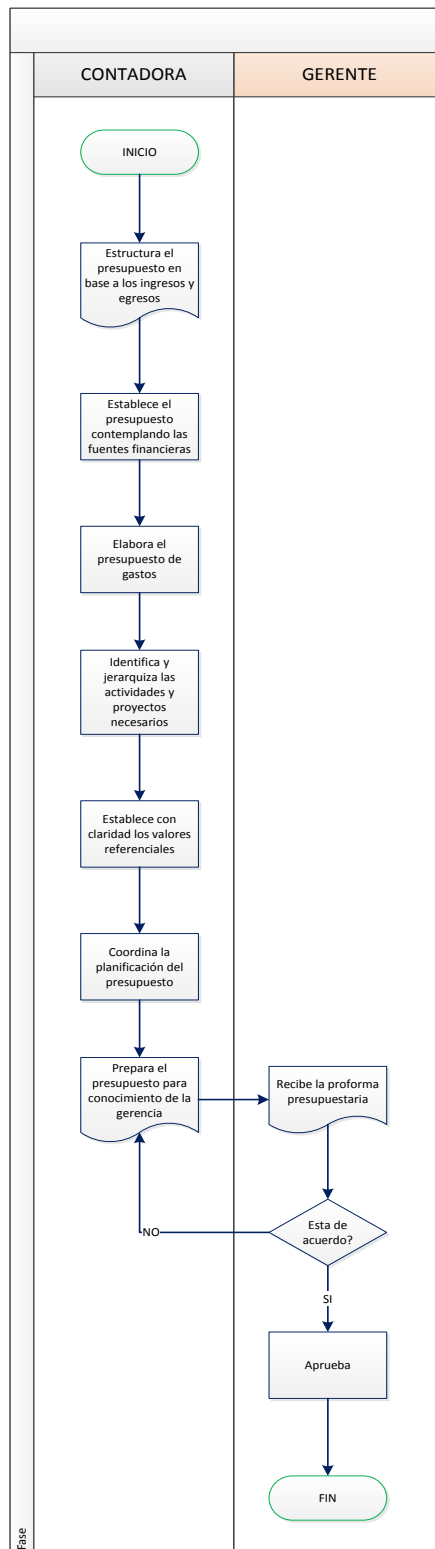 CONTADORA
GERENTE
INICIO
Estructura el
presupuesto en
base a los ingresos y
egresos
Establece el
presupuesto
contemplando las
fuentes financieras
Elabora el
presupuesto de
gastos
Identifica y
jerarquiza las
actividades y
proyectos
necesarios
Establece con
claridad los valores
referenciales
Coordina la
planificación del
presupuesto
Prepara el
presupuesto para
conocimiento de la
gerencia
Recibe la proforma
presupuestaria
Esta de
acuerdo?
NO
SI
Aprueba
FIN
Fase